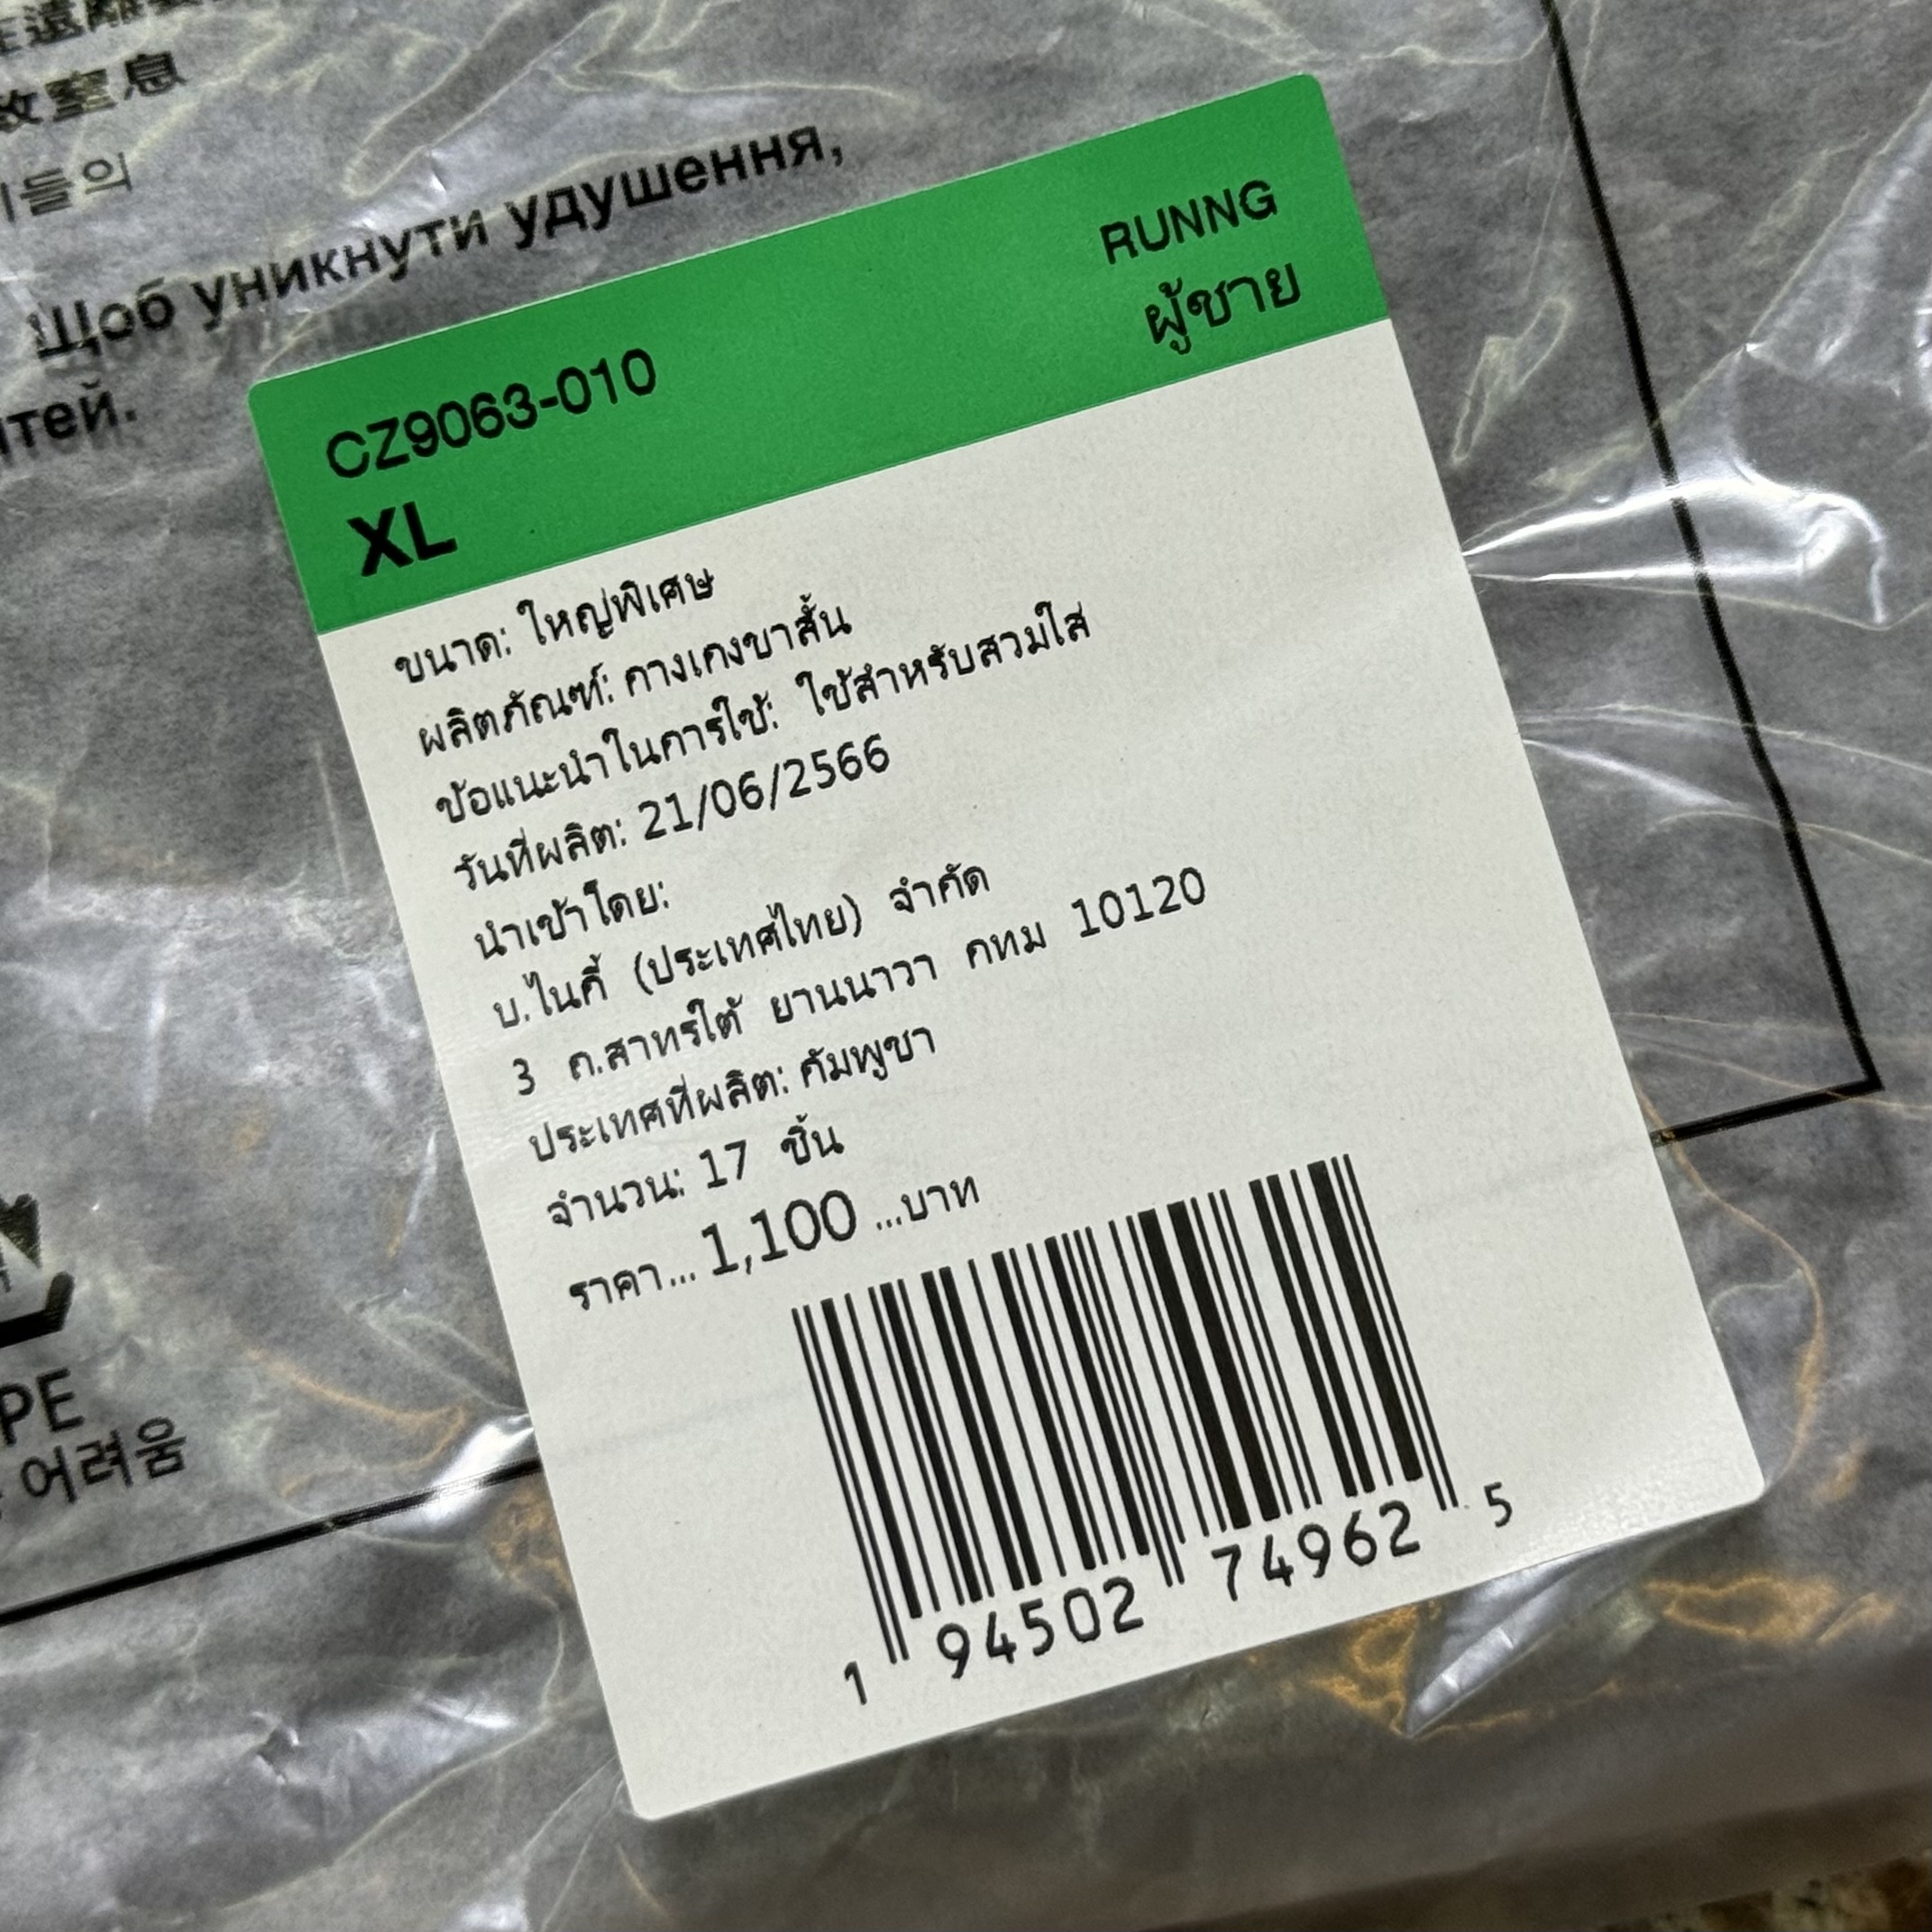 窒息
들의
Щоб уникнути удушення,
тей.
CZ9063-010
RUNNG
XL
ผู้ชาย
ขนาด: ใหญ่พิเศษ
ผลิตภัณฑ์: กางเกงขาสั้น
ข้อแนะนำในการใช้: ใช้สำหรับสวมใส่
วันที่ผลิต: 21/06/2566
นำเข้าโดย:
บ.ไนกี้ (ประเทศไทย) จำกัด
3 ถ.สาทรใต้ ยานนาวา กทม 10120
ประเทศที่ผลิต: กัมพูชา
จำนวน: 17 ชิ้น
ราคา... 1,100 ...บาท
1 94502 74962 5
PE
어려움